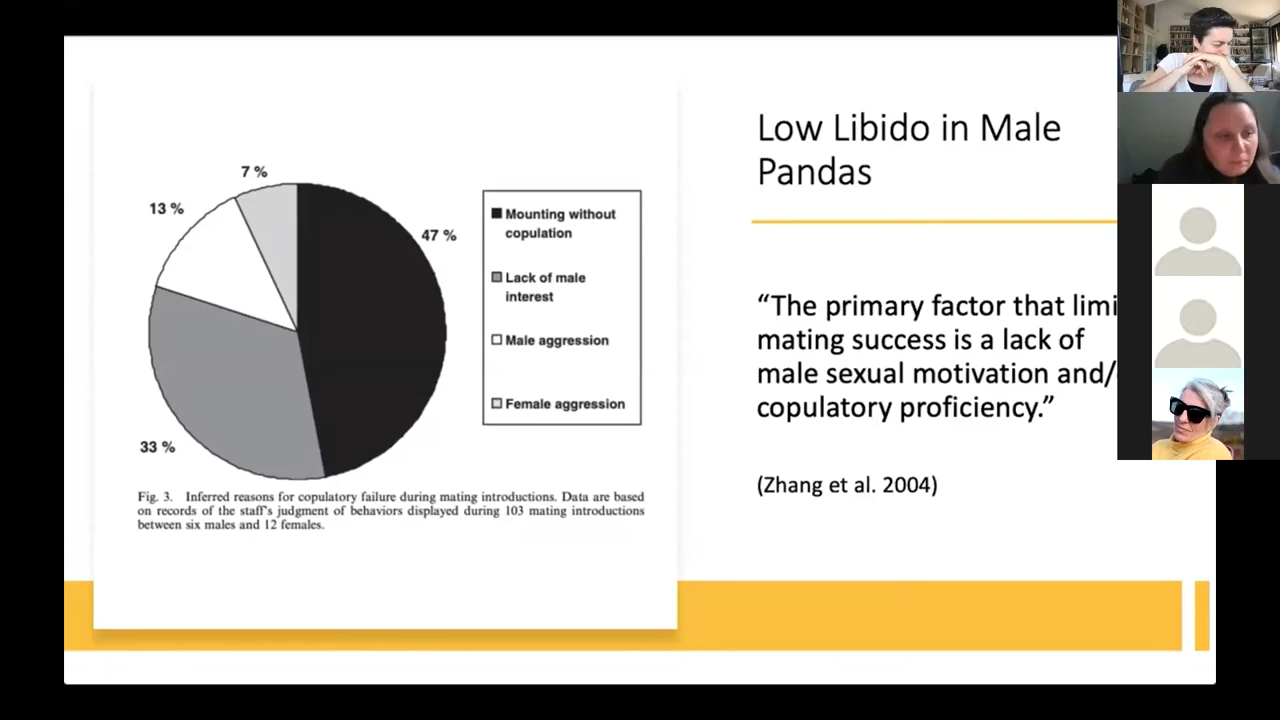 7 %
13 %
47 %
33 %
Mounting without
copulation
Lack of male
interest
Male aggression
Female aggression
Fig. 3. Inferred reasons for copulatory failure during mating introductions. Data are based
on records of the staff's judgment of behaviors displayed during 103 mating introductions
between six males and 12 females.
Low Libido in Male
Pandas
“The primary factor that
mating success is a lack of
male sexual motivation and/
copulatory proficiency.”
(Zhang et al. 2004)